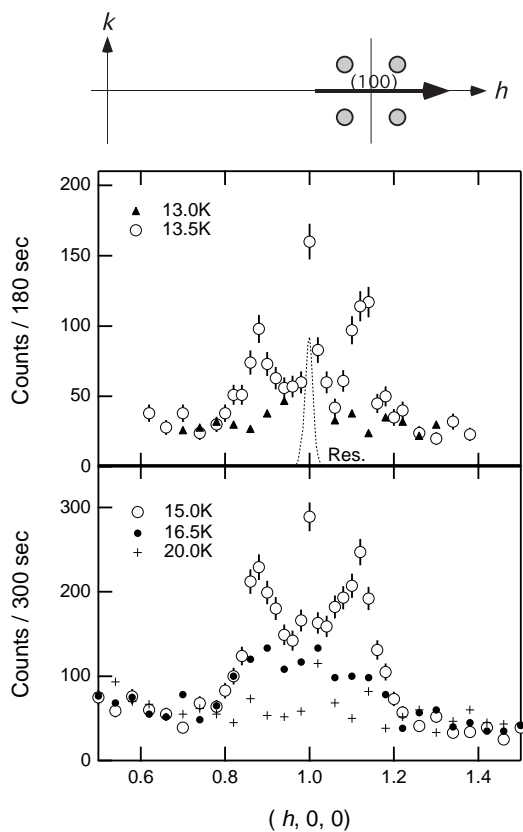 k
(100)
h
200
150
100
50
0
Counts / 180 sec
13.0K
13.5K
Res.
300
200
100
0
Counts / 300 sec
15.0K
16.5K
20.0K
0.6 0.8 1.0 1.2 1.4
( h, 0, 0)